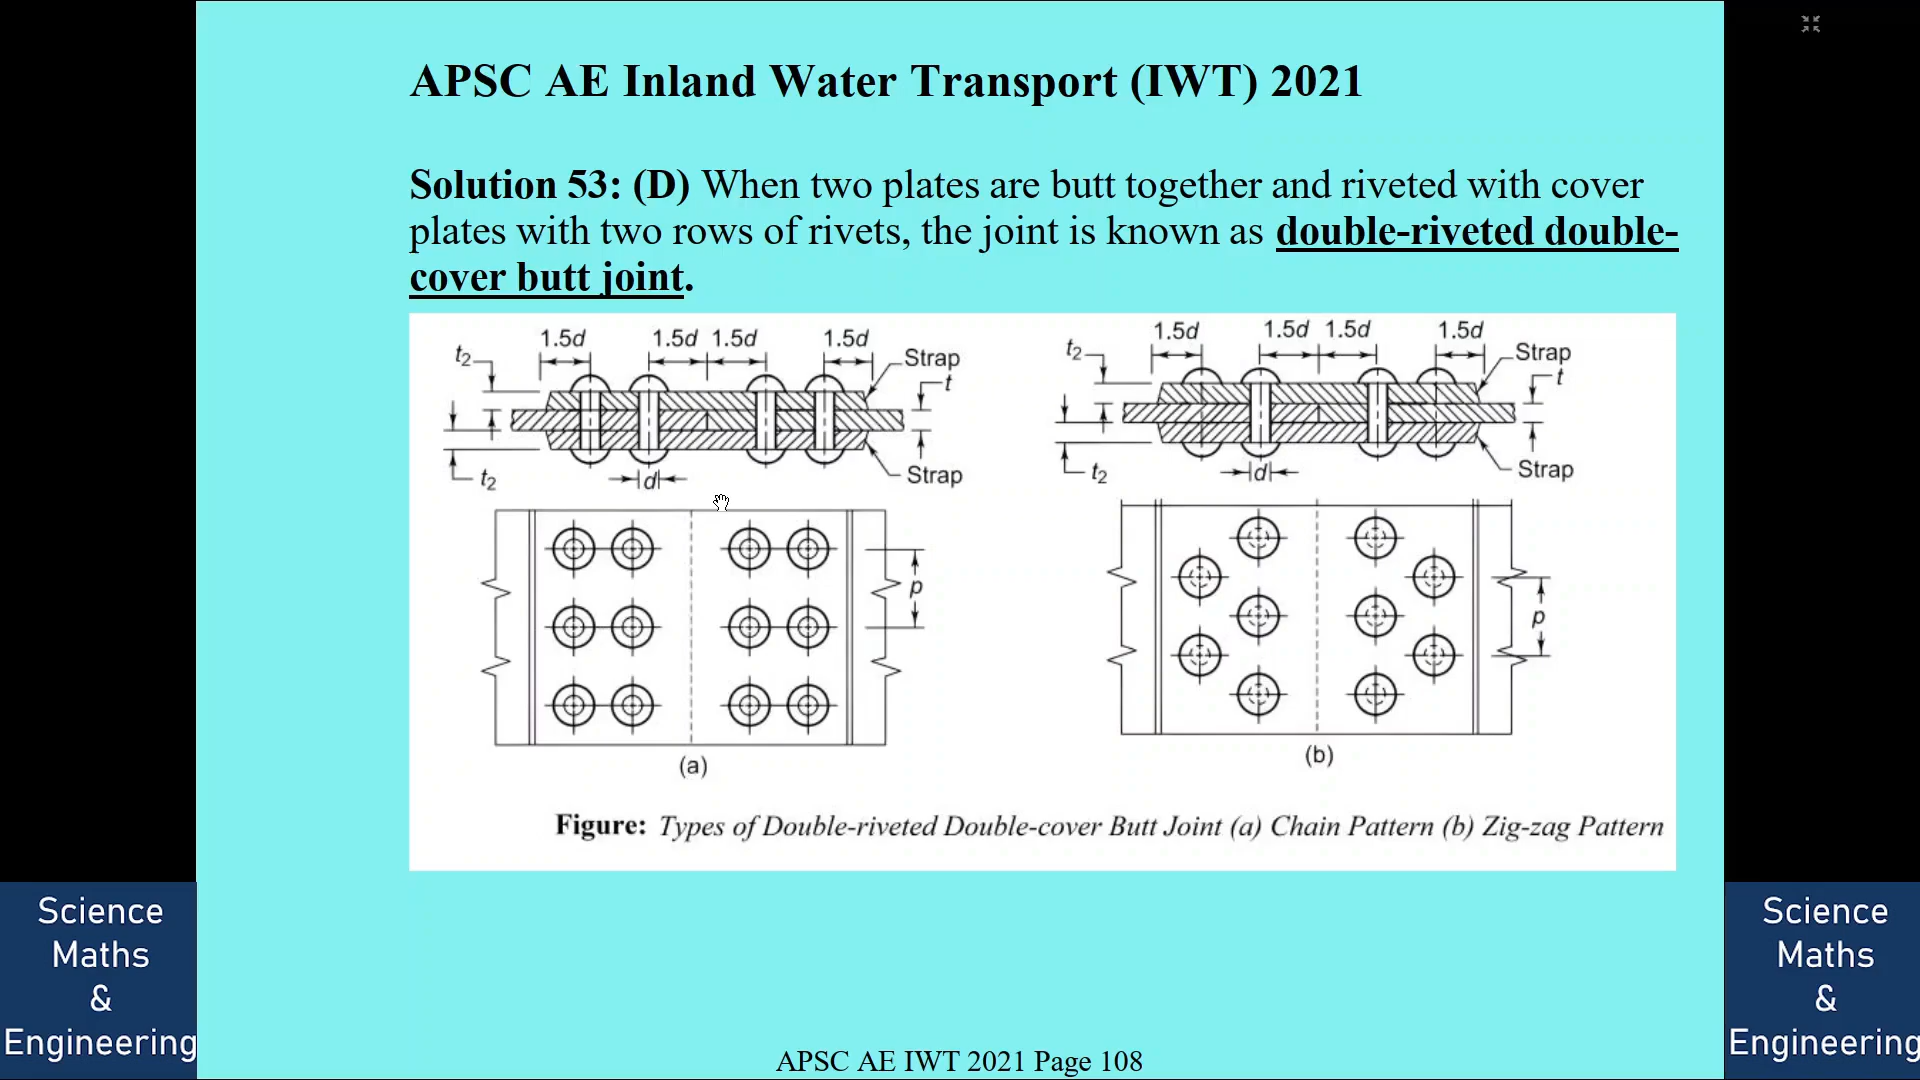 APSC AE Inland Water Transport (IWT) 2021
Solution 53: (D) When two plates are butt together and riveted with cover
plates with two rows of rivets, the joint is known as double-riveted double-
cover butt joint.
1.5d 1.5d 1.5d 1.5d
t2
Strap
t
t2
d
Strap
p
(a)
1.5d 1.5d 1.5d 1.5d
t2
Strap
t
t2
d
Strap
p
(b)
Figure: Types of Double-riveted Double-cover Butt Joint (a) Chain Pattern (b) Zig-zag Pattern
Science
Maths
&
Engineering
Science
Maths
&
Engineering
APSC AE IWT 2021 Page 108